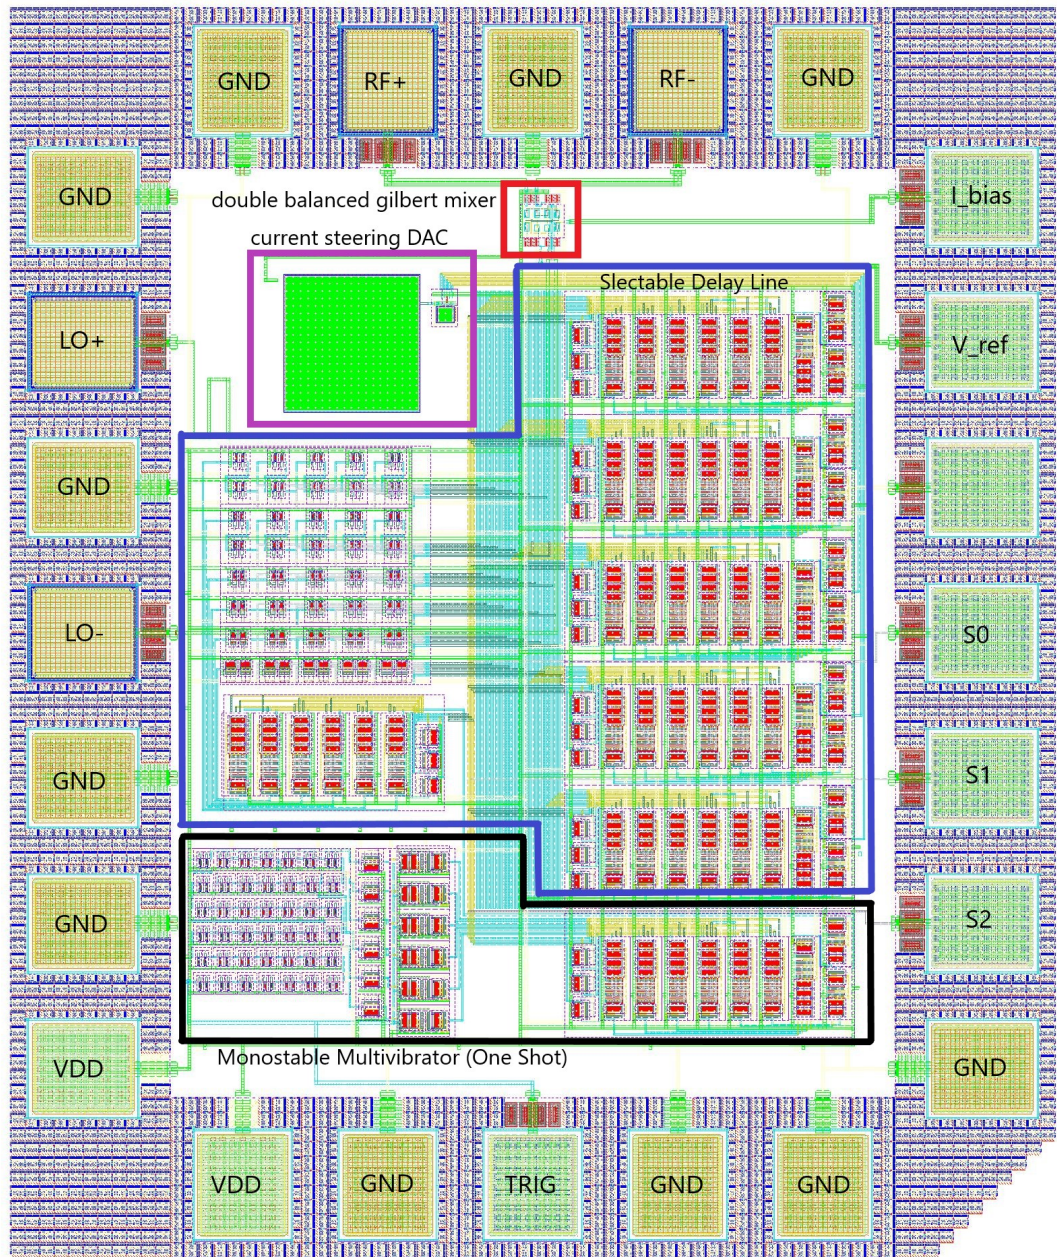 GND
RF+
GND
RF-
GND
GND
I_bias
double balanced gilbert mixer
current steering DAC
Slectable Delay Line
LO+
V_ref
GND
LO-
S0
GND
S1
GND
S2
Monostable Multivibrator (One Shot)
VDD
GND
VDD
GND
TRIG
GND
GND